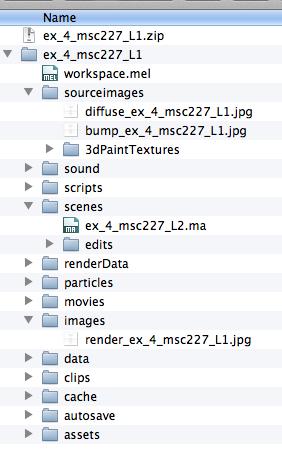 Name
ex_4_msc227_L1.zip
ex_4_msc227_L1
workspace.mel
sourceimages
diffuse_ex_4_msc227_L1.jpg
bump_ex_4_msc227_L1.jpg
3dPaintTextures
sound
scripts
scenes
ex_4_msc227_L2.ma
edits
renderData
particles
movies
images
render_ex_4_msc227_L1.jpg
data
clips
cache
autosave
assets